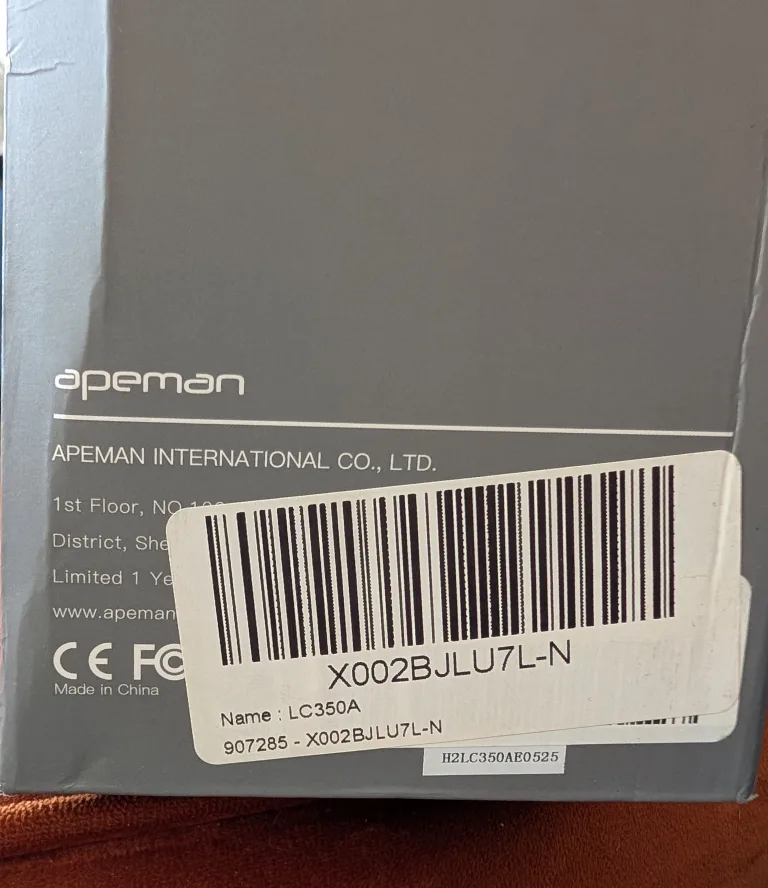 apeman
APEMAN INTERNATIONAL CO., LTD.
1st Floor, NO
District, She
Limited 1 Ye
www.apeman
CE FC
Made in China
X002BJLU7L-N
Name : LC350A
907285 - X002BJLU7L-N
H2LC350AE0525